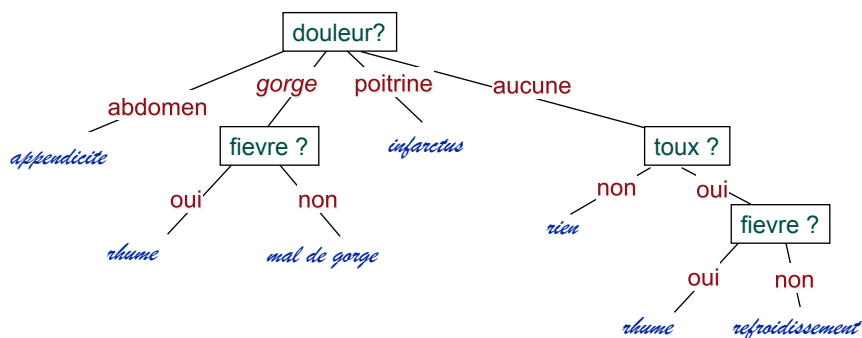 douleur?
abdomen
gorge
poitrine
aucune
appendicite
fievre ?
infarctus
toux ?
oui
non
non
oui
rhume
mal de gorge
rien
fievre ?
oui
non
rhume
refroidissement